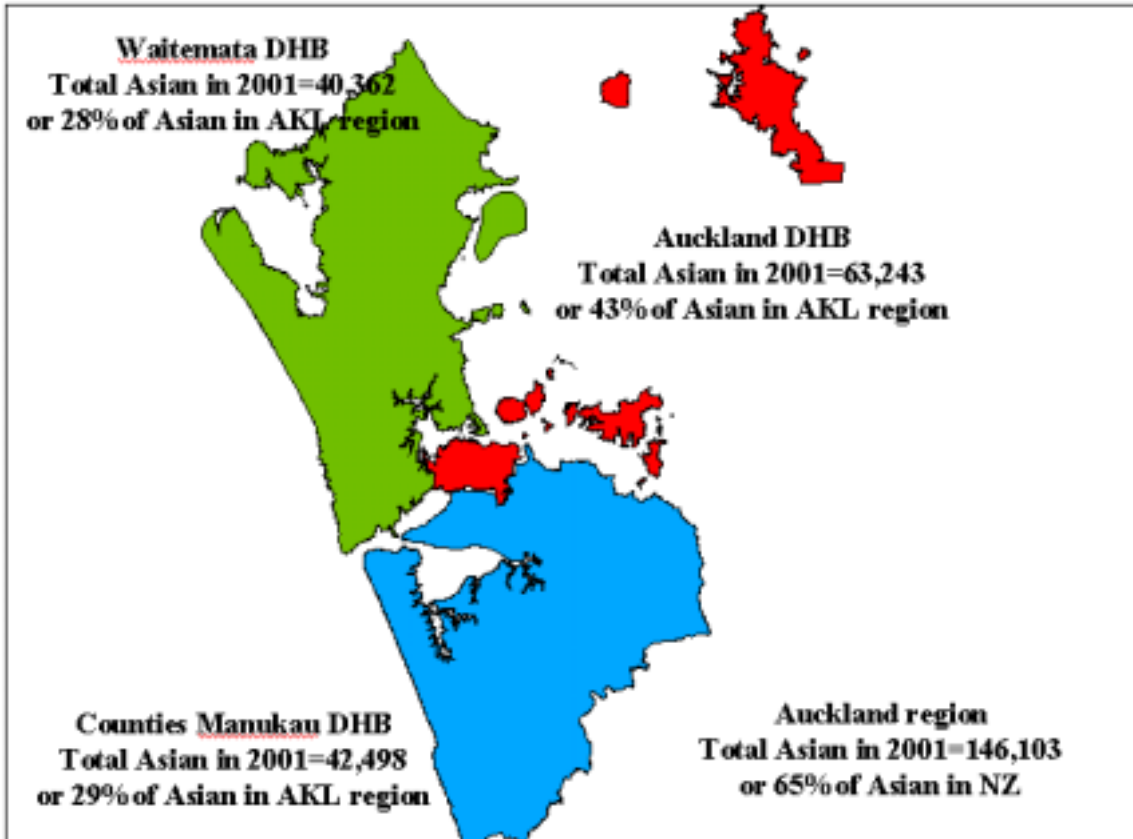 Waitemata DHB
Total Asian in 2001=40,362
or 28% of Asian in AKL region
Auckland DHB
Total Asian in 2001=63,243
or 43% of Asian in AKL region
Counties Manukau DHB
Total Asian in 2001=42,498
or 29% of Asian in AKL region
Auckland region
Total Asian in 2001=146,103
or 65% of Asian in NZ